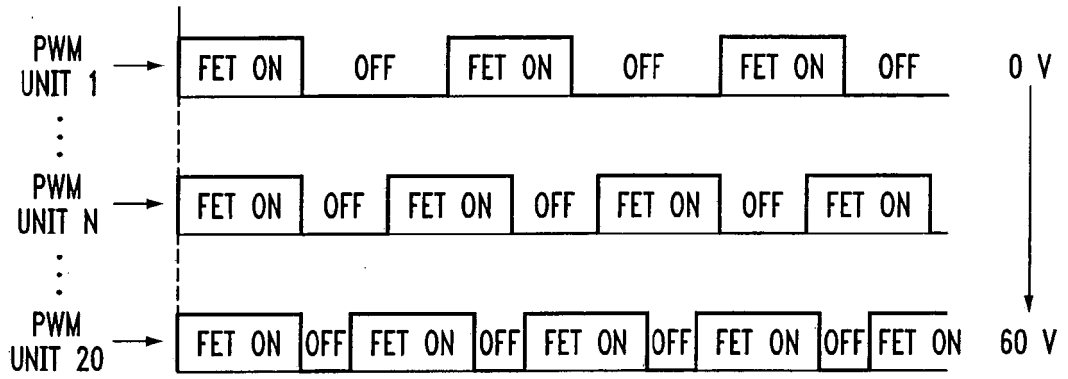 PWM
UNIT 1
FET ON OFF FET ON OFF FET ON OFF 0 V
PWM
UNIT N
FET ON OFF FET ON OFF FET ON OFF FET ON
PWM
UNIT 20
FET ON OFF FET ON OFF FET ON OFF FET ON OFF FET ON 60 V